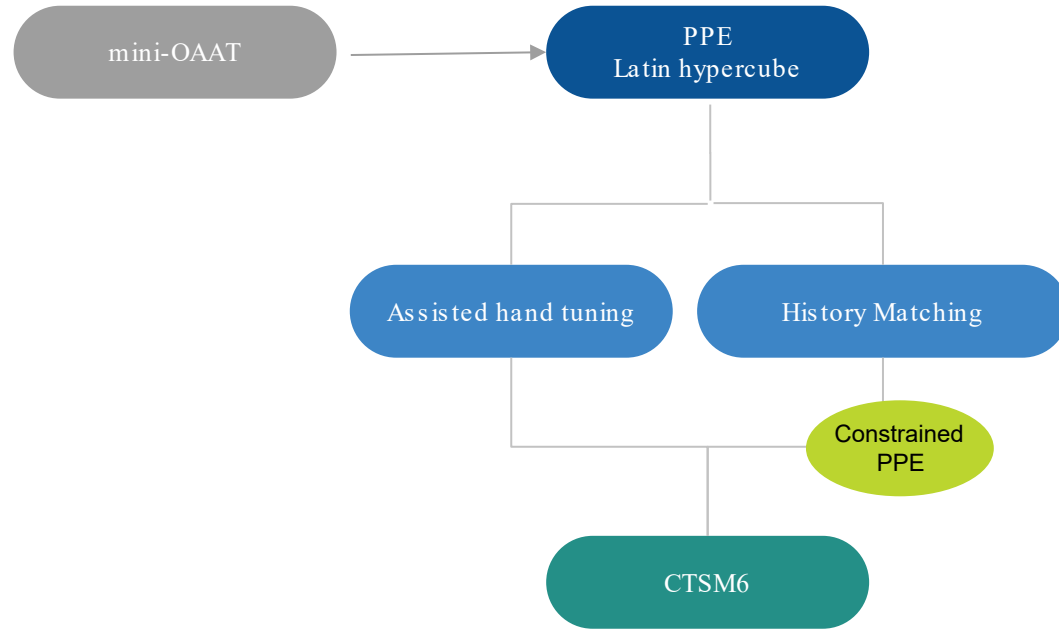 mini-OAAT
PPE
Latin hypercube
Assisted hand tuning
History Matching
Constrained
PPE
CTSM6